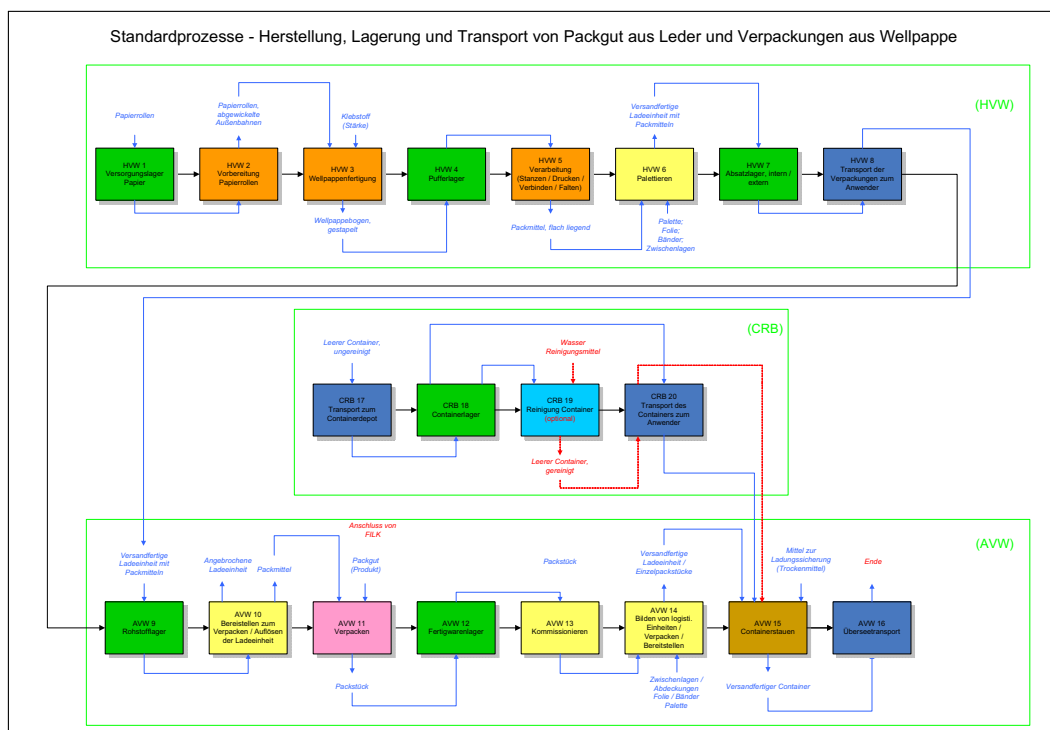 Standardprozesse - Herstellung, Lagerung und Transport von Packgut aus Leder und Verpackungen aus Wellpappe
(HVW)
Papierrollen
Papierrollen,
abgewickelte
Außenbahnen
Klebstoff
(Stärke)
Versandfertige
Ladeeinheit mit
Packmitteln
HVW 1
Versorgungslager
Papier
HVW 2
Vorbereitung
Papierrollen
HVW 3
Wellpappenfertigung
HVW 4
Pufferlager
HVW 5
Verarbeitung
(Stanzen / Drucken /
Verbinden / Falten)
HVW 6
Palettieren
HVW 7
Absatzlager, intern /
extern
HVW 8
Transport der
Verpackungen zum
Anwender
Wellpappebogen,
gestapelt
Packmittel, flach liegend
Palette;
Folie;
Bänder;
Zwischenlagen
(CRB)
Leerer Container,
ungereinigt
Wasser
Reinigungsmittel
CRB 17
Transport zum
Containerdepot
CRB 18
Containerlager
CRB 19
Reinigung Container
(optional)
CRB 20
Transport des
Containers zum
Anwender
Leerer Container,
gereinigt
(AVW)
Versandfertige
Ladeeinheit mit
Packmitteln
Angebrochene
Ladeeinheit
Packmittel
Anschluss von
FILK
Packgut
(Produkt)
Packstück
Versandfertige
Ladeeinheit /
Einzelpackstücke
Mittel zur
Ladungssicherung
(Trockenmittel)
Ende
AVW 9
Rohstofflager
AVW 10
Bereitstellen zum
Verpacken / Auflösen
der Ladeeinheit
AVW 11
Verpacken
AVW 12
Fertigwarenlager
AVW 13
Kommissionieren
AVW 14
Bilden von logisti.
Einheiten /
Verpacken /
Bereitstellen
AVW 15
Containerstauen
AVW 16
Überseetransport
Packstück
Zwischenlagen /
Abdeckungen
Folie / Bänder
Palette
Versandfertiger Container